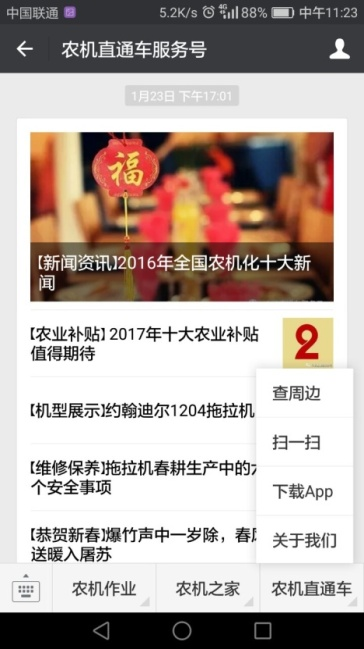 中国联通 5.2K/s 4G 88% 中午11:23
农机直通车服务号
1月23日 下午17:01
福
【新闻资讯】2016年全国农机化十大新
闻
【农业补贴】2017年十大农业补贴
值得期待
2
【机型展示】约翰迪尔1204拖拉机
【维修保养】拖拉机春耕生产中的
个安全事项
【恭贺新春】爆竹声中一岁除，春
送暖入屠苏
查周边
扫一扫
下载App
关于我们
农机作业
农机之家
农机直通车